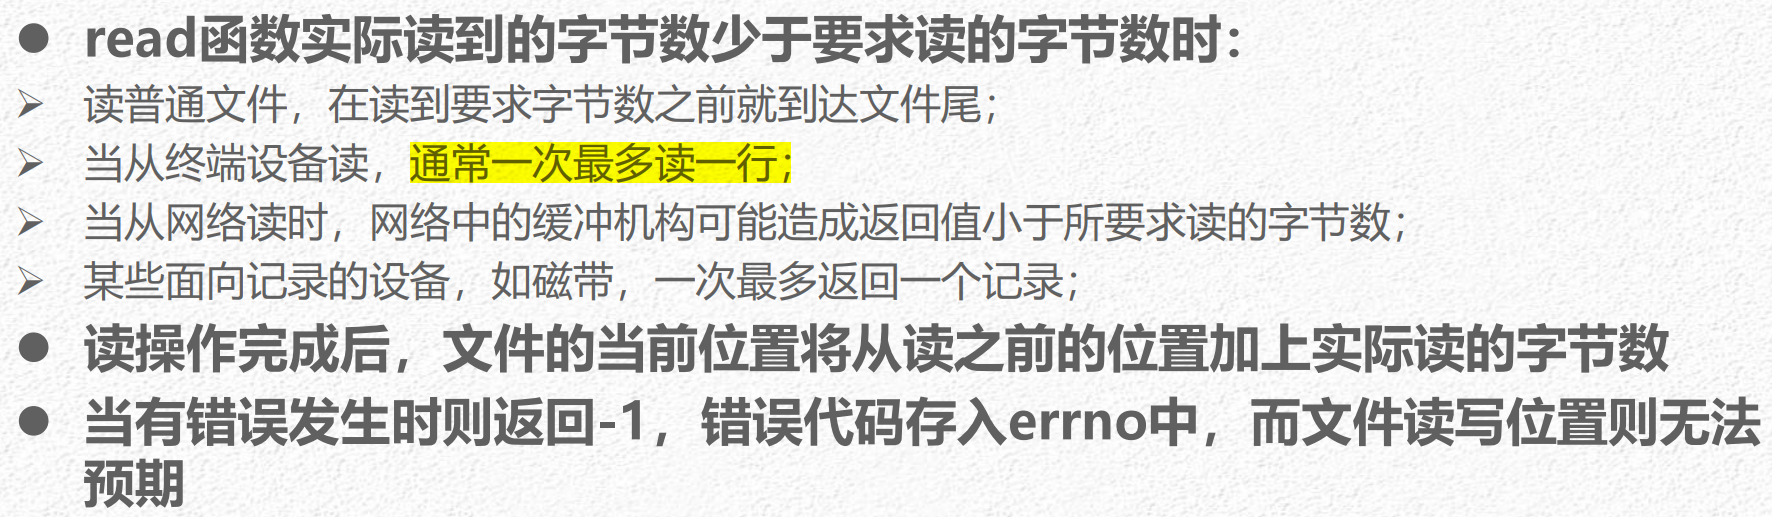 ● read函数实际读到的字节数少于要求读的字节数时：
➢ 读普通文件，在读到要求字节数之前就到达文件尾；
➢ 当从终端设备读，通常一次最多读一行；
➢ 当从网络读时，网络中的缓冲机构可能造成返回值小于所要求读的字节数；
➢ 某些面向记录的设备，如磁带，一次最多返回一个记录；
● 读操作完成后，文件的当前位置将从读之前的位置加上实际读的字节数
● 当有错误发生时则返回-1，错误代码存入errno中，而文件读写位置则无法
预期